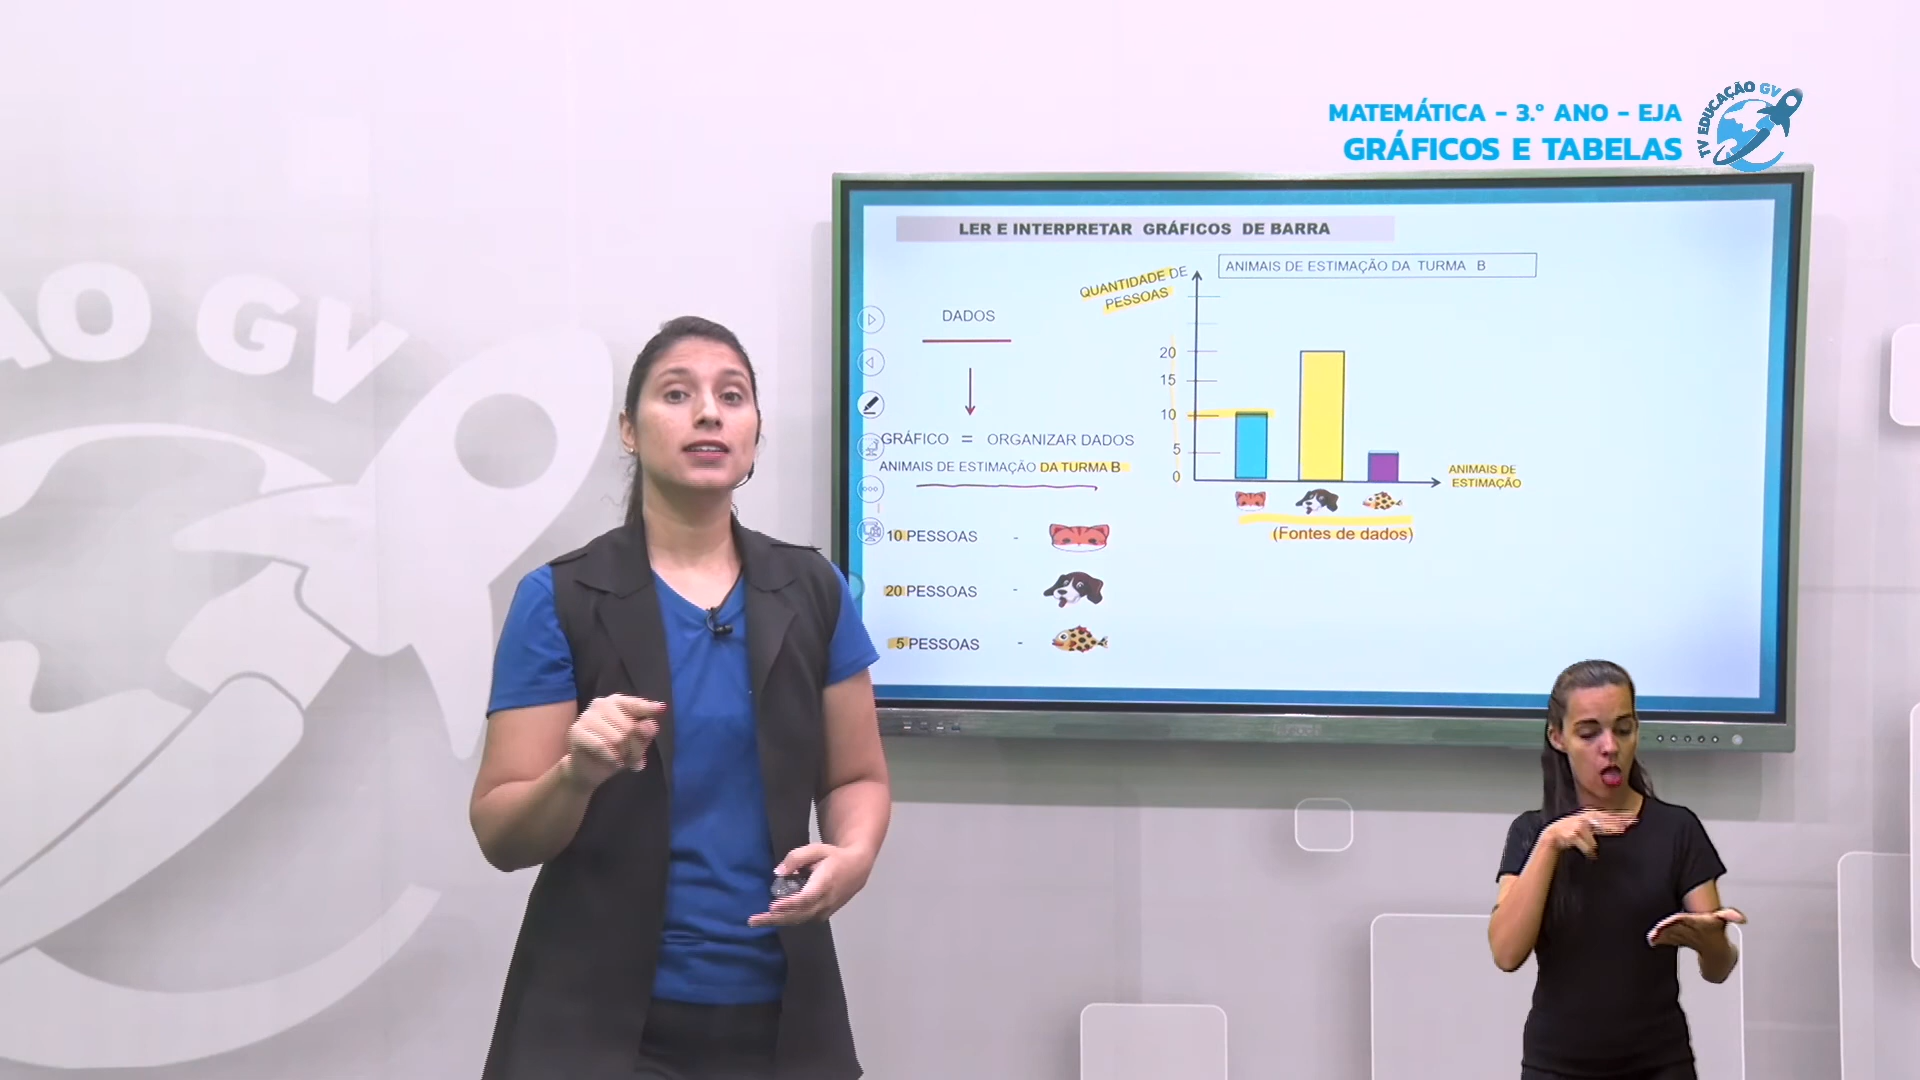 MATEMÁTICA - 3.º ANO - EJA
GRÁFICOS E TABELAS
TV EDUCAÇÃO GV
ÇÃO GV
LER E INTERPRETAR GRÁFICOS DE BARRA
ANIMAIS DE ESTIMAÇÃO DA TURMA B
QUANTIDADE DE
PESSOAS
DADOS
20
15
10
5
0
GRÁFICO = ORGANIZAR DADOS
ANIMAIS DE ESTIMAÇÃO DA TURMA B
ANIMAIS DE
ESTIMAÇÃO
(Fontes de dados)
10 PESSOAS -
20 PESSOAS -
5 PESSOAS -